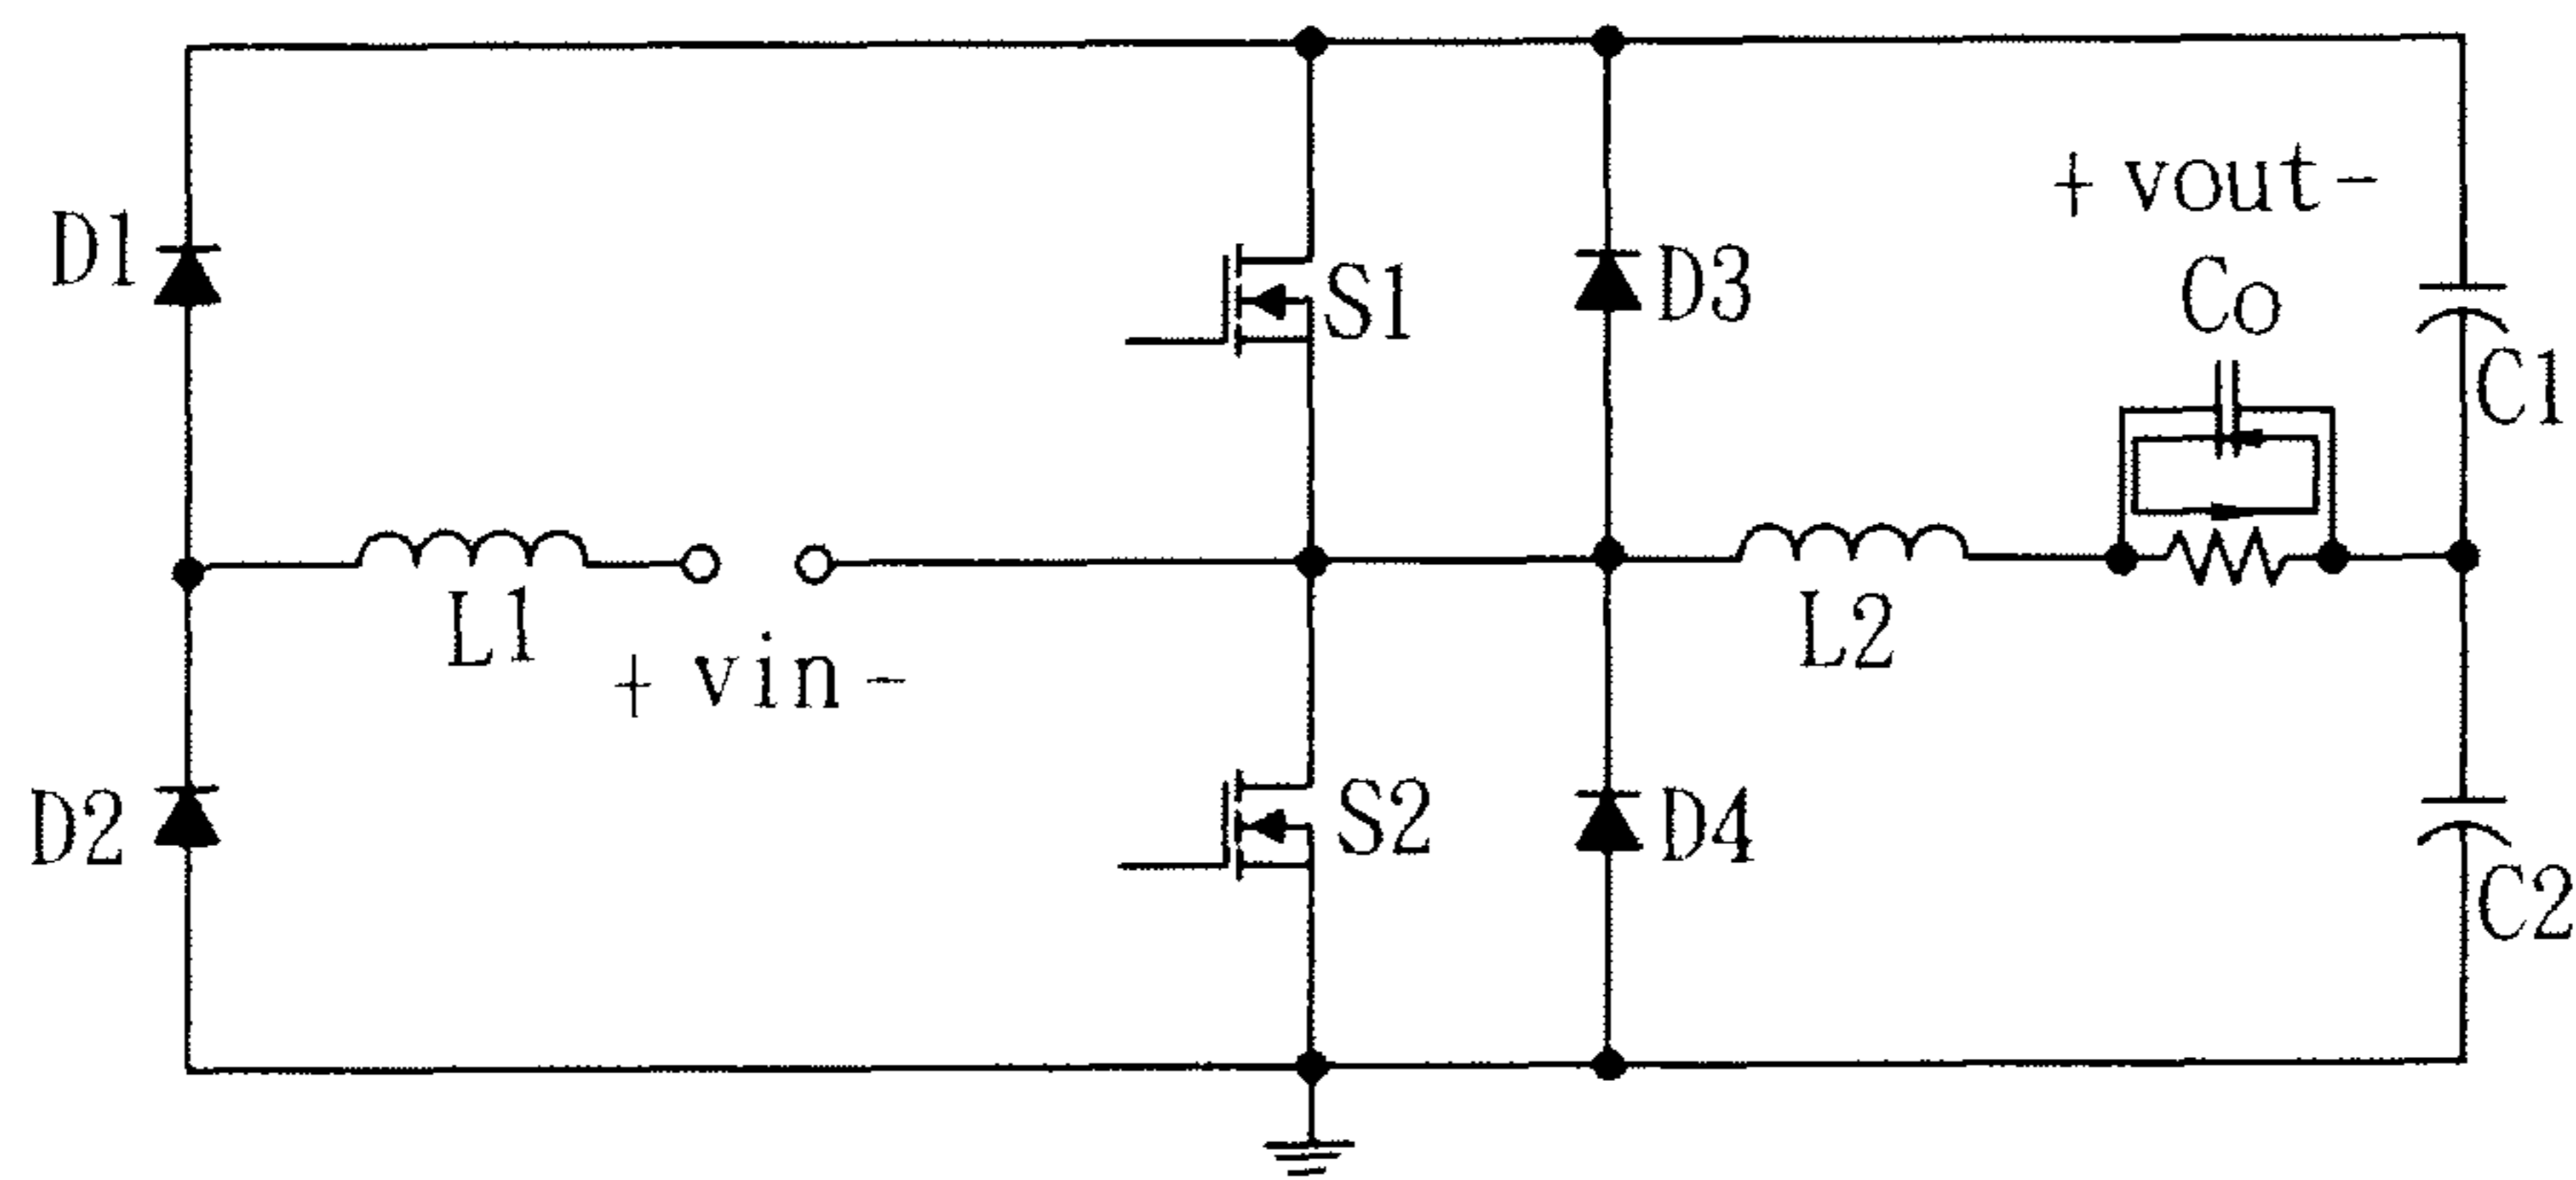 + vout -
D1
S1
D3
Co
C1
L1
+ vin -
L2
D2
S2
D4
C2